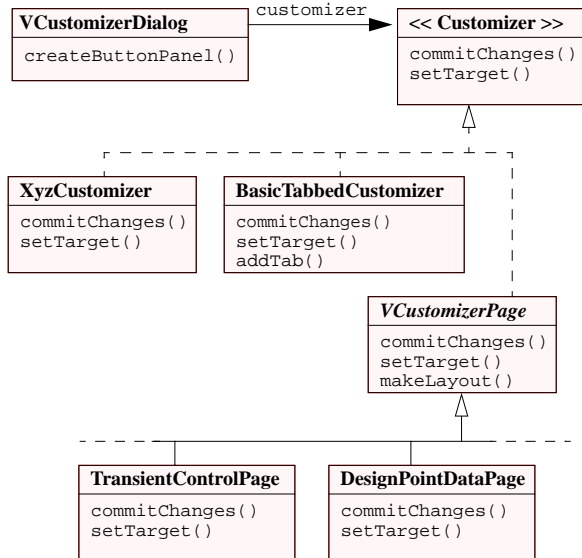 VCustomizerDialog
createButtonPanel()
customizer
<< Customizer >>
commitChanges()
setTarget()
XyzCustomizer
commitChanges()
setTarget()
BasicTabbedCustomizer
commitChanges()
setTarget()
addTab()
VCustomizerPage
commitChanges()
setTarget()
makeLayout()
TransientControlPage
commitChanges()
setTarget()
DesignPointDataPage
commitChanges()
setTarget()